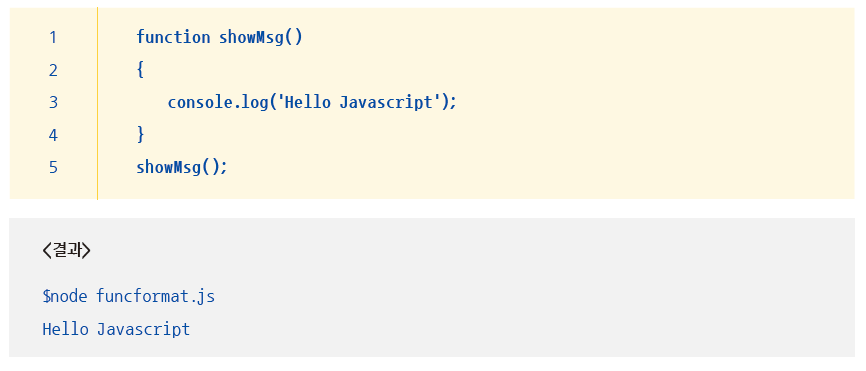 1 function showMsg()
2 {
3 console.log('Hello Javascript');
4 }
5 showMsg();
<결과>
$node funcformat.js
Hello Javascript